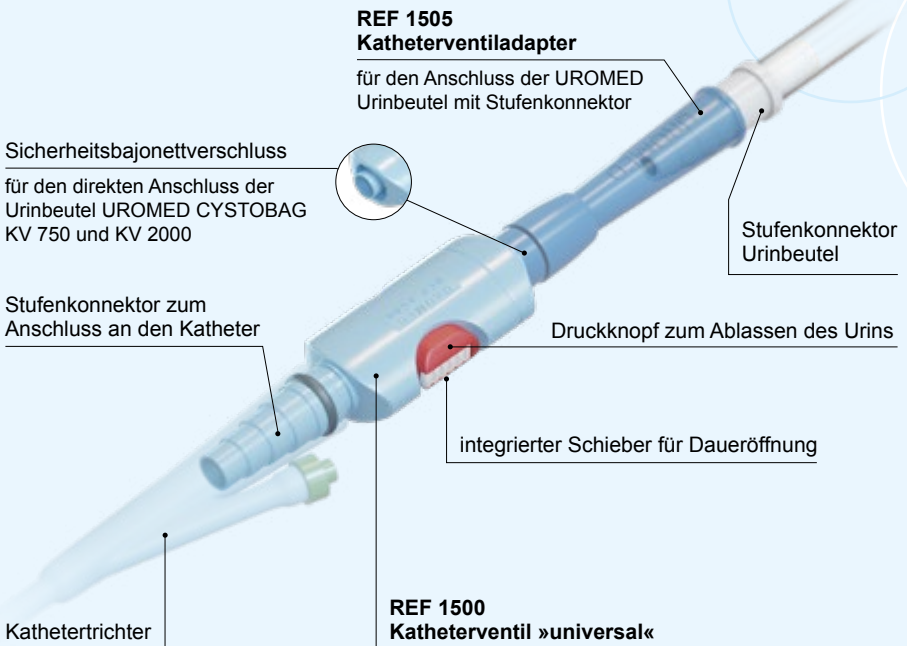 REF 1505
Katheterventiladapter
für den Anschluss der UROMED
Urinbeutel mit Stufenkonnektor
Sicherheitsbajonettverschluss
für den direkten Anschluss der
Urinbeutel UROMED CYSTOBAG
KV 750 und KV 2000
Stufenkonnektor
Urinbeutel
Stufenkonnektor zum
Anschluss an den Katheter
Druckknopf zum Ablassen des Urins
integrierter Schieber für Daueröffnung
Kathetertrichter
REF 1500
Katheterventil »universal«